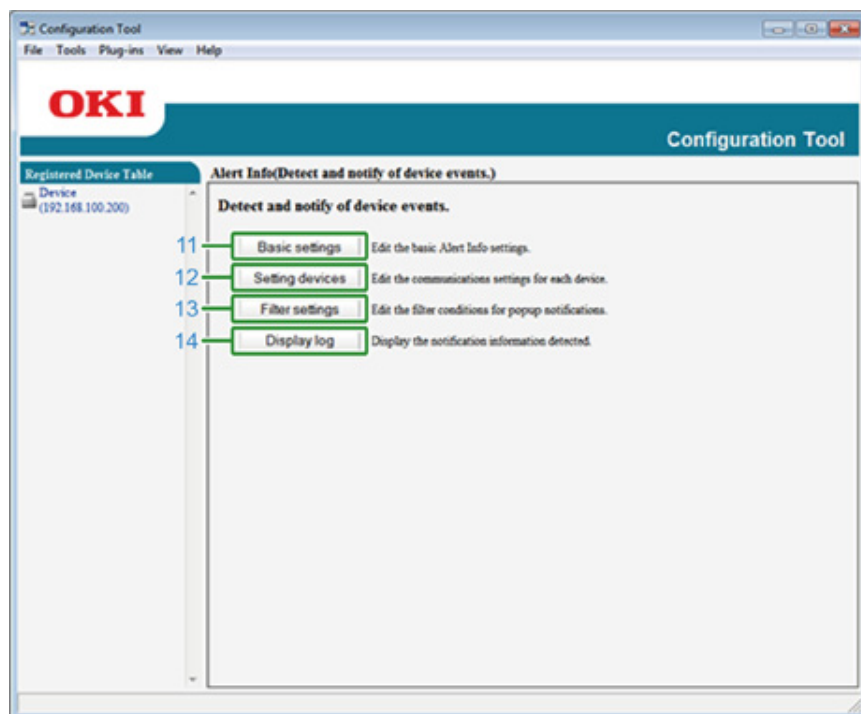 Configuration Tool
File Tools Plug-ins View Help
OKI
Configuration Tool
Registered Device Table
Device
(192.168.100.200)
Alert Info(Detect and notify of device events.)
Detect and notify of device events.
11 Basic settings Edit the basic Alert Info settings.
12 Setting devices Edit the communications settings for each device.
13 Filter settings Edit the filter conditions for popup notifications.
14 Display log Display the notification information detected.